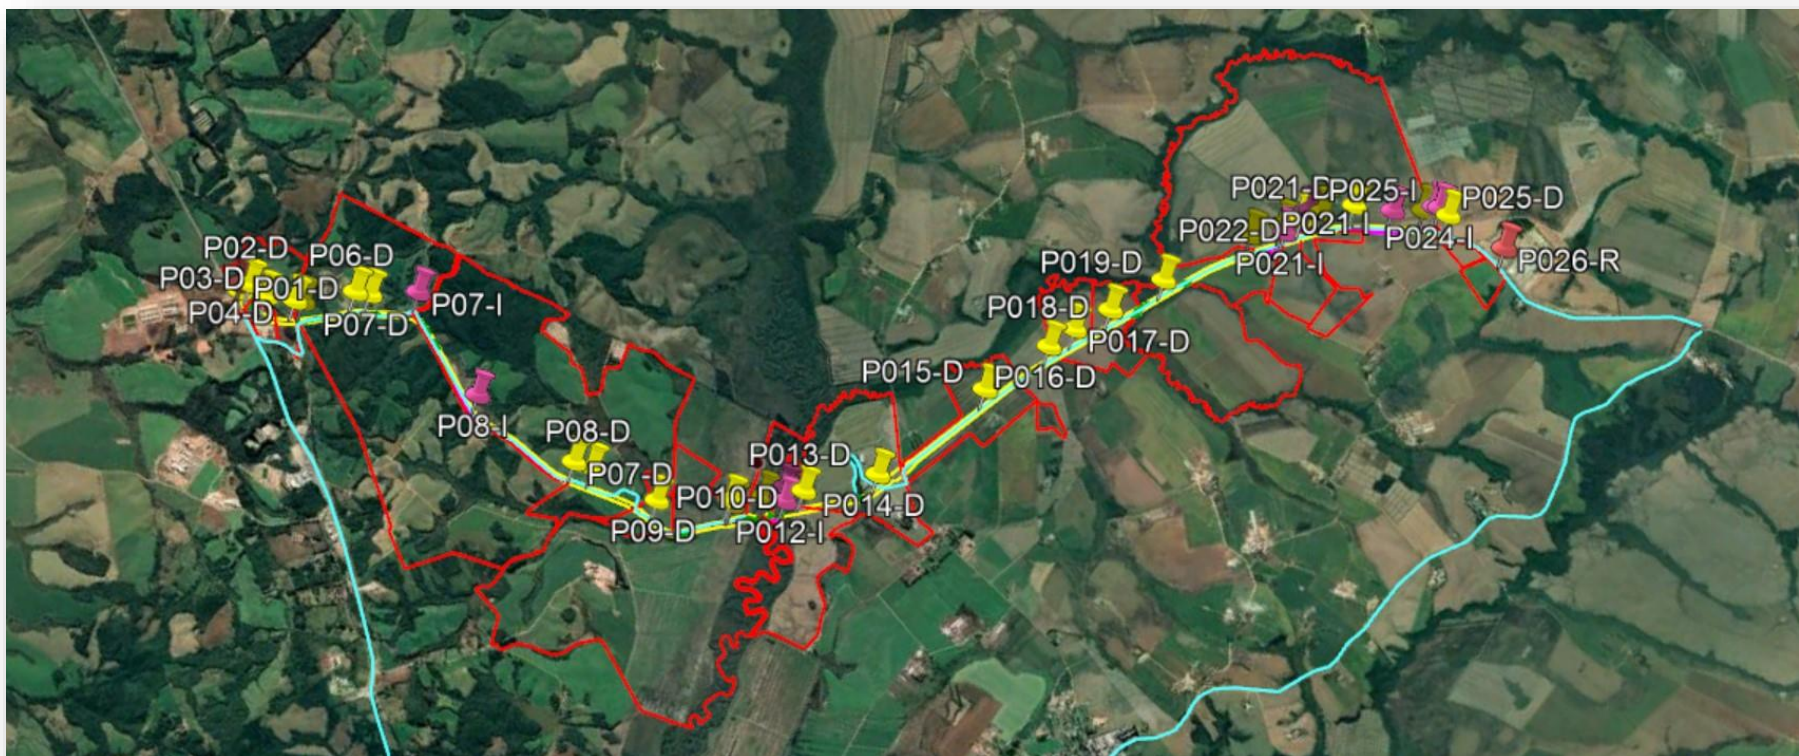 P02-D
P06-D
P03-D
P01-D
P04-D
P07-D
P07-I
P08-I
P08-D
P07-D
P09-D
P010-D
P012-I
P013-D
P014-D
P015-D
P016-D
P018-D
P017-D
P019-D
P022-D
P021-D
P025-I
P025-D
P021-I
P024-I
P021-I
P026-R